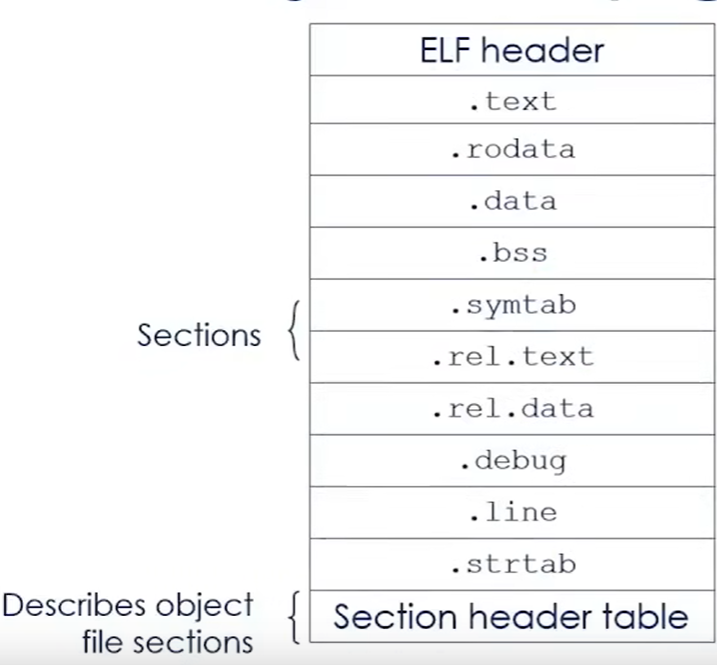 ELF header
.text
.rodata
.data
.bss
.symtab
Sections
.rel.text
.rel.data
.debug
.line
.strtab
Describes object
file sections
Section header table